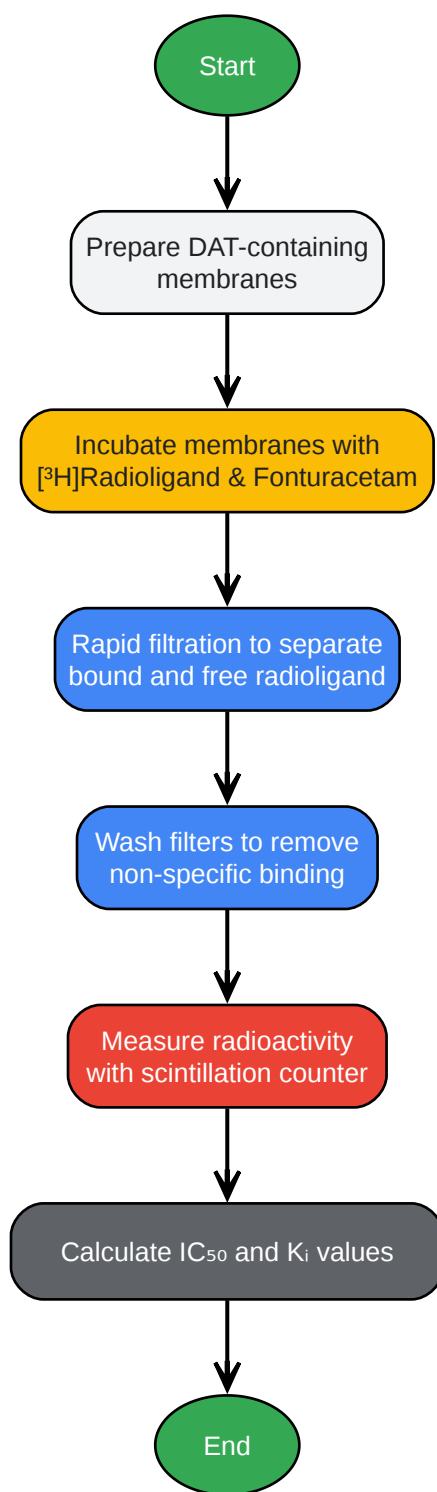 Start
Prepare DAT-containing
membranes
Incubate membranes with
[³H]Radioligand & Fonturacetam
Rapid filtration to separate
bound and free radioligand
Wash filters to remove
non-specific binding
Measure radioactivity
with scintillation counter
Calculate IC₅₀ and Kᵢ values
End